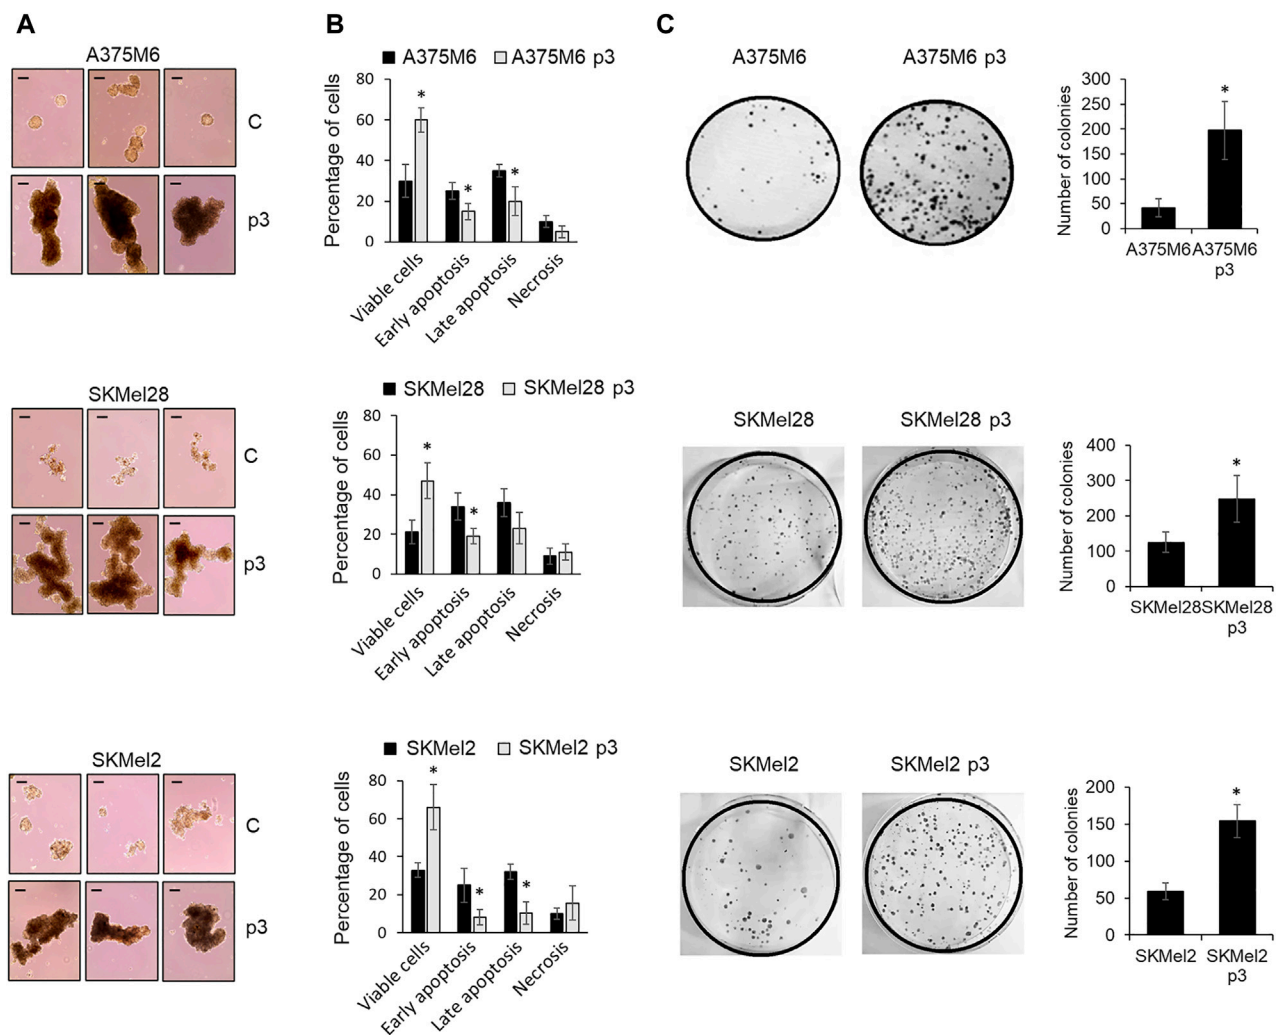 A
B
C
A375M6
C
p3
A375M6 A375M6 p3
Percentage of cells
80
60
40
20
0
*
*
*
Viable cells
Early apoptosis
Late apoptosis
Necrosis
A375M6
A375M6 p3
Number of colonies
300
250
200
150
100
50
0
*
A375M6 A375M6
p3
SKMel28
C
p3
SKMel28 SKMel28 p3
Percentage of cells
80
60
40
20
0
*
*
Viable cells
Early apoptosis
Late apoptosis
Necrosis
SKMel28
SKMel28 p3
Number of colonies
400
300
200
100
0
*
SKMel28 SKMel28
p3
SKMel2
C
p3
SKMel2 SKMel2 p3
Percentage of cells
80
60
40
20
0
*
*
*
Viable cells
Early apoptosis
Late apoptosis
Necrosis
SKMel2
SKMel2 p3
Number of colonies
200
150
100
50
0
*
SKMel2 SKMel2
p3